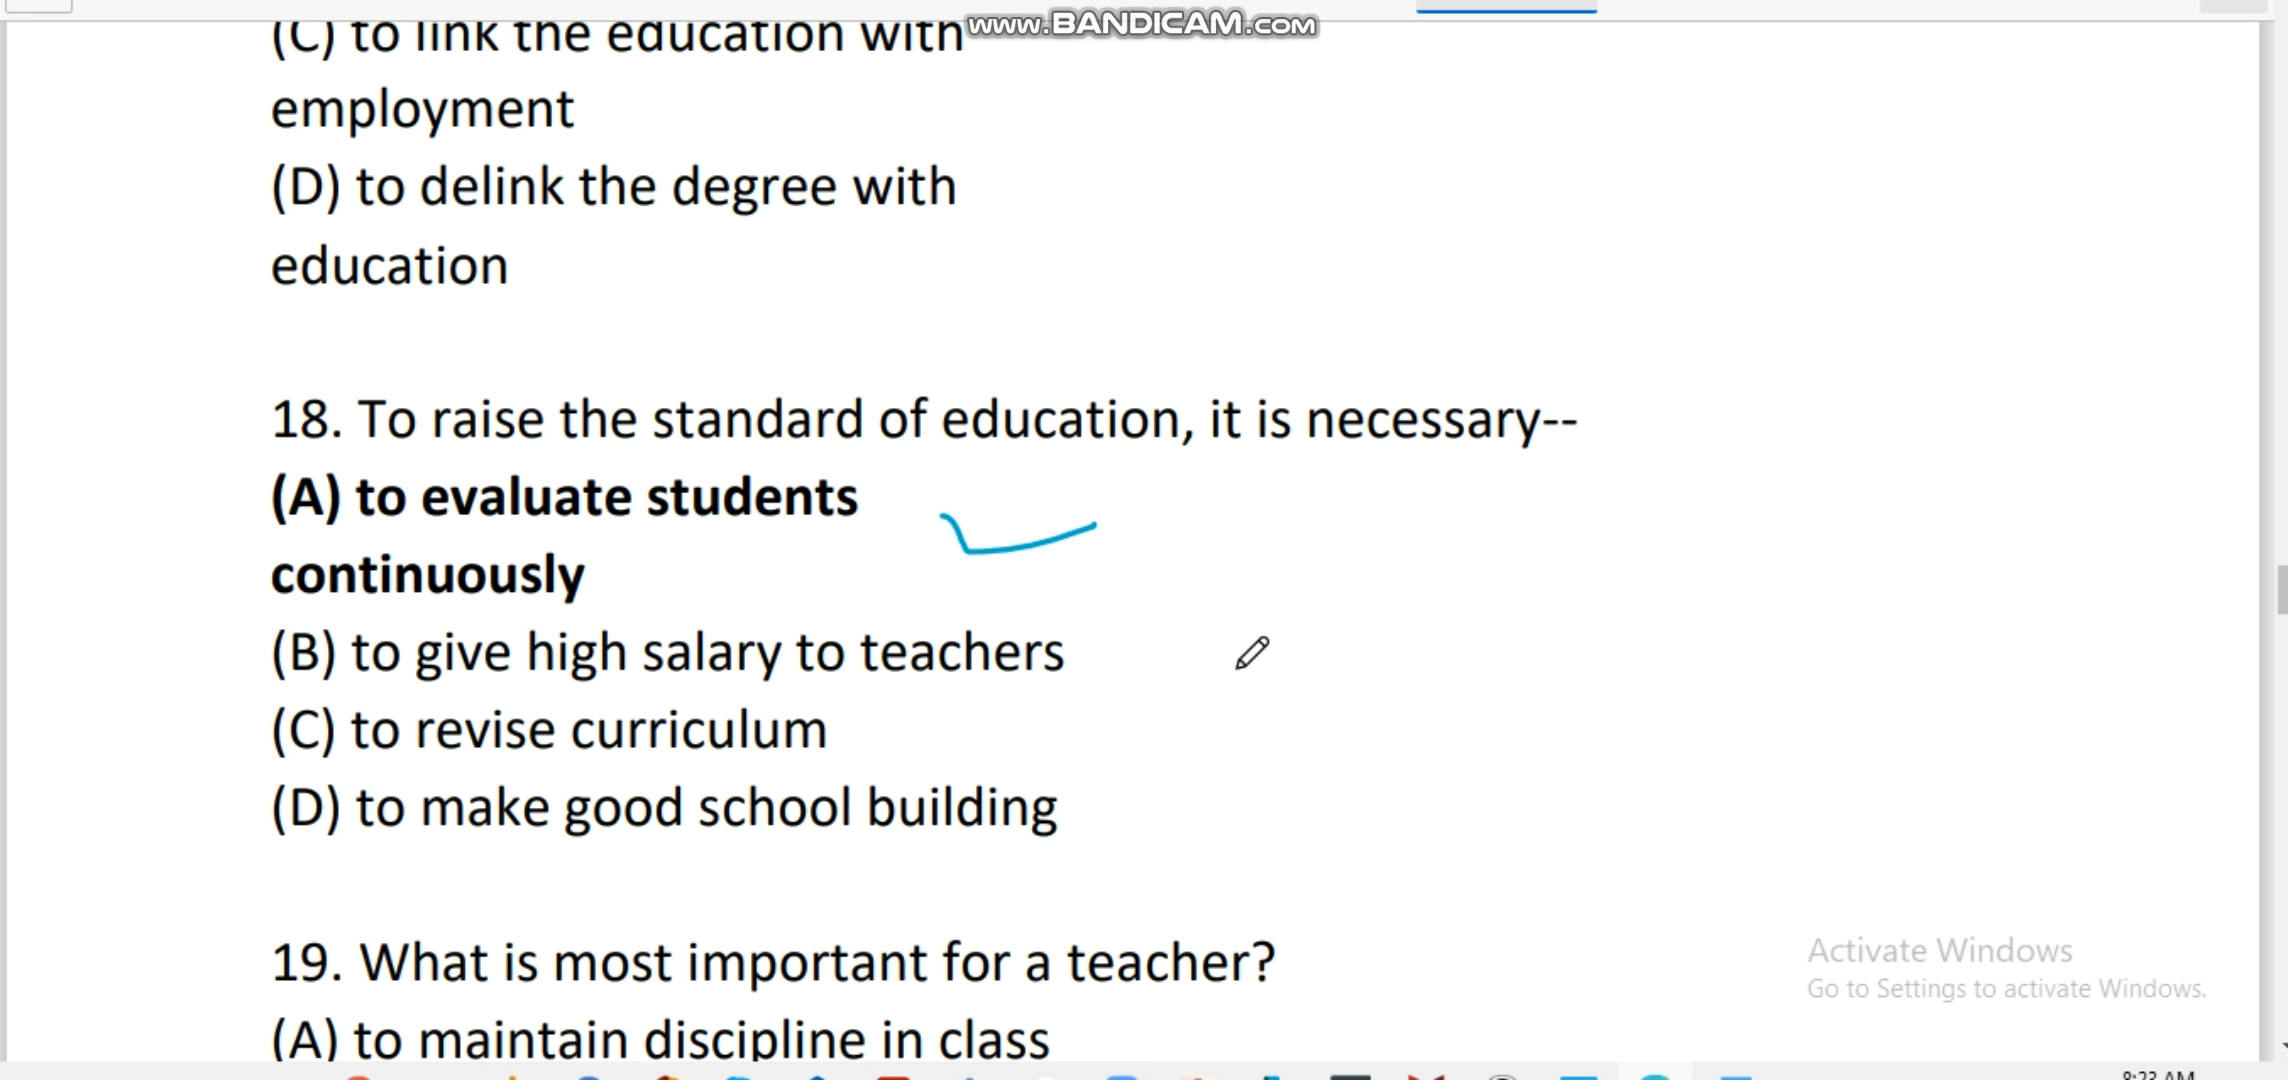 www.BANDICAM.com
(C) to link the education with
employment
(D) to delink the degree with
education
18. To raise the standard of education, it is necessary--
(A) to evaluate students
continuously
(B) to give high salary to teachers
(C) to revise curriculum
(D) to make good school building
19. What is most important for a teacher?
(A) to maintain discipline in class
Activate Windows
Go to Settings to activate Windows.
8:23 AM